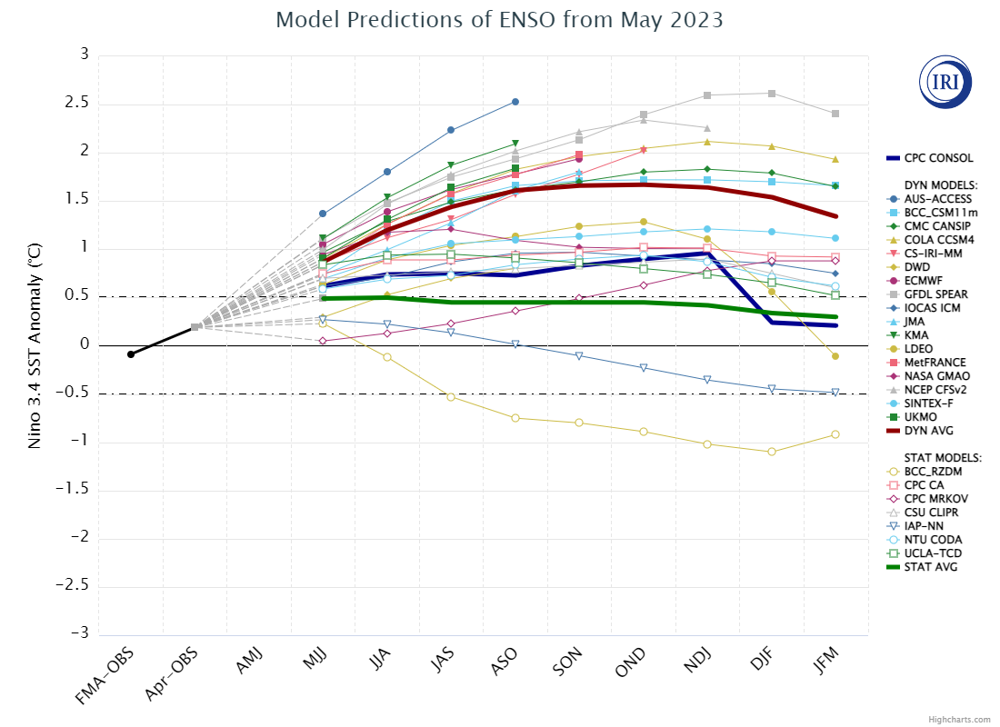 Model Predictions of ENSO from May 2023
IRI
Nino 3.4 SST Anomaly (°C)
3
2.5
2
1.5
1
0.5
0
-0.5
-1
-1.5
-2
-2.5
-3
FMA-OBS
Apr-OBS
AMJ
MJJ
JJA
JAS
ASO
SON
OND
NDJ
DJF
JFM
CPC CONSOL
DYN MODELS:
AUS-ACCESS
BCC_CSM11m
CMC CANSIP
COLA CCSM4
CS-IRI-MM
DWD
ECMWF
GFDL SPEAR
IOCAS ICM
JMA
KMA
LDEO
MetFRANCE
NASA GMAO
NCEP CFSv2
SINTEX-F
UKMO
DYN AVG
STAT MODELS:
BCC_RZDM
CPC CA
CPC MRKOV
CSU CLIPR
IAP-NN
NTU CODA
UCLA-TCD
STAT AVG
Highcharts.com